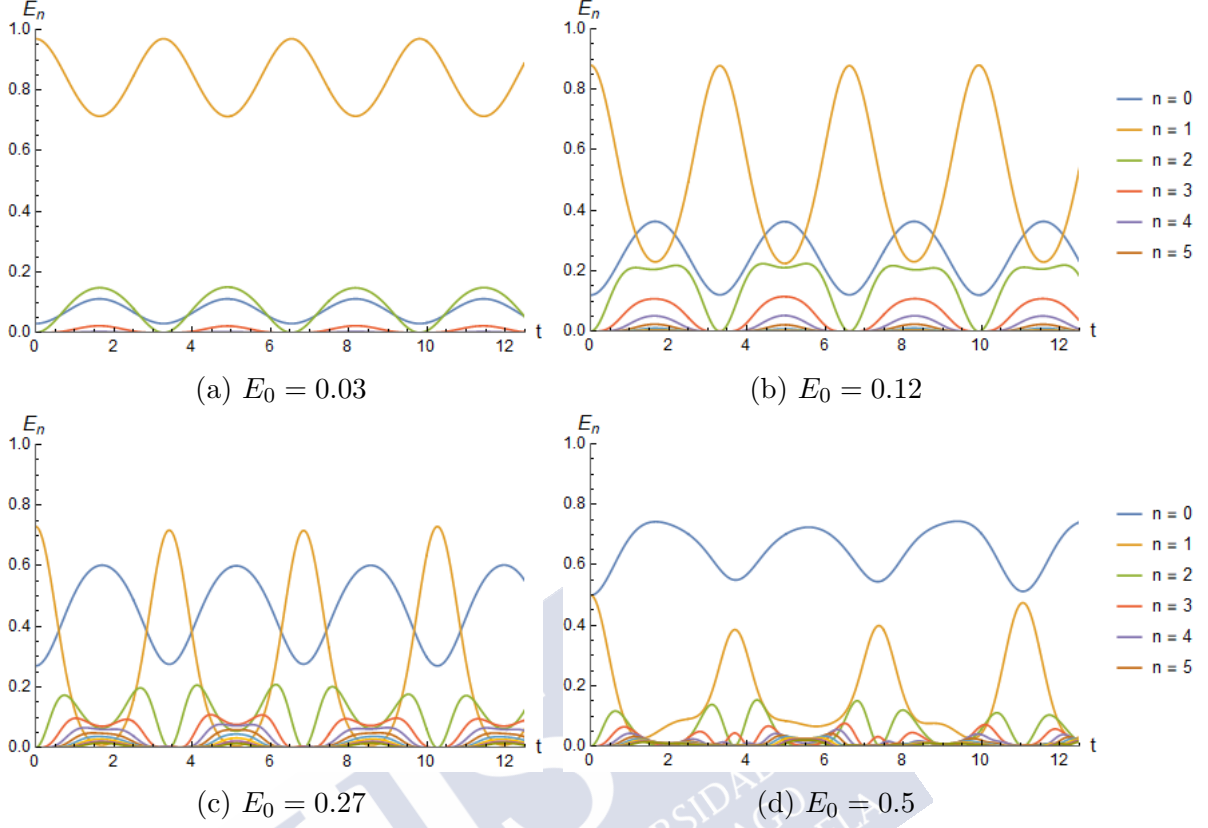 E_n
1.0
0.8
0.6
0.4
0.2
0.0
0 2 4 6 8 10 12 t
(a) E_0 = 0.03
E_n
1.0
0.8
0.6
0.4
0.2
0.0
0 2 4 6 8 10 12 t
n = 0
n = 1
n = 2
n = 3
n = 4
n = 5
(b) E_0 = 0.12
E_n
1.0
0.8
0.6
0.4
0.2
0.0
0 2 4 6 8 10 12 t
(c) E_0 = 0.27
E_n
1.0
0.8
0.6
0.4
0.2
0.0
0 2 4 6 8 10 12 t
n = 0
n = 1
n = 2
n = 3
n = 4
n = 5
(d) E_0 = 0.5